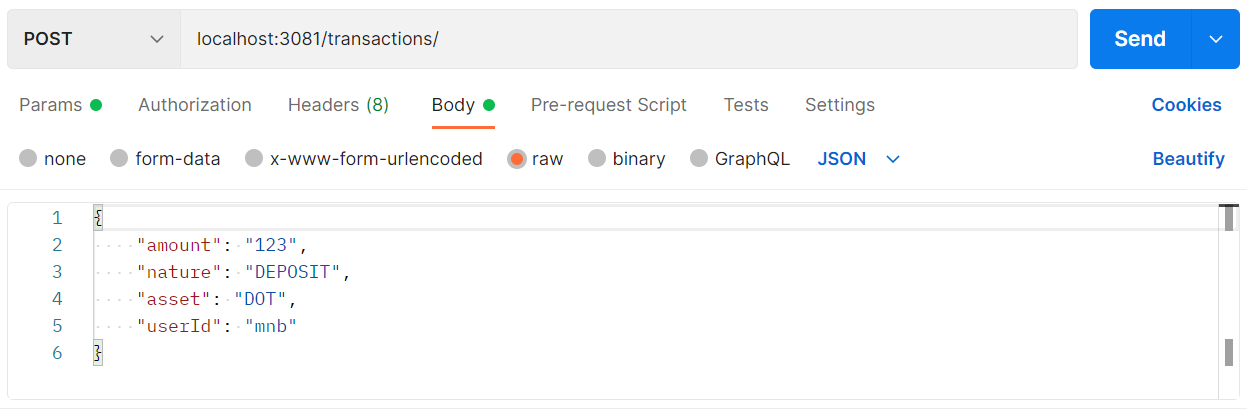 POST localhost:3081/transactions/ Send
Params Authorization Headers (8) Body Pre-request Script Tests Settings Cookies
none form-data x-www-form-urlencoded raw binary GraphQL JSON Beautify
1 {
2 "amount": "123",
3 "nature": "DEPOSIT",
4 "asset": "DOT",
5 "userId": "mnb"
6 }